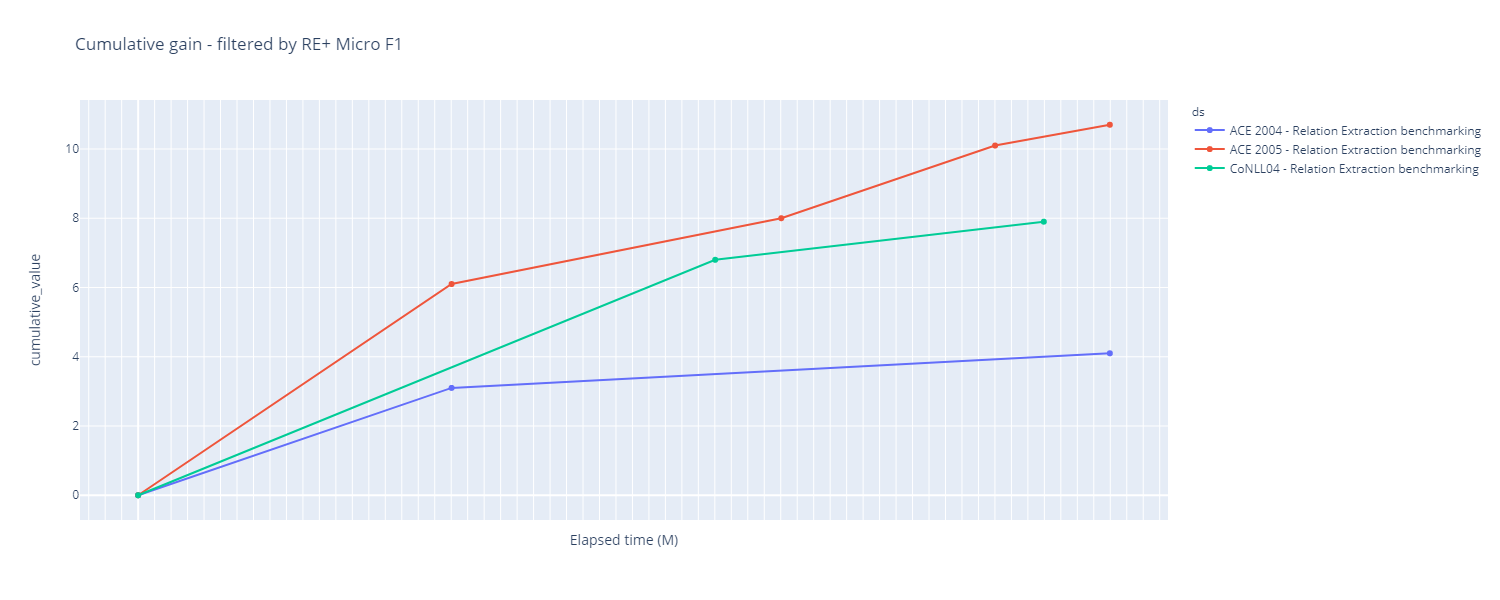 Cumulative gain - filtered by RE+ Micro F1
ds
ACE 2004 - Relation Extraction benchmarking
ACE 2005 - Relation Extraction benchmarking
CoNLL04 - Relation Extraction benchmarking
cumulative_value
10
8
6
4
2
0
Elapsed time (M)